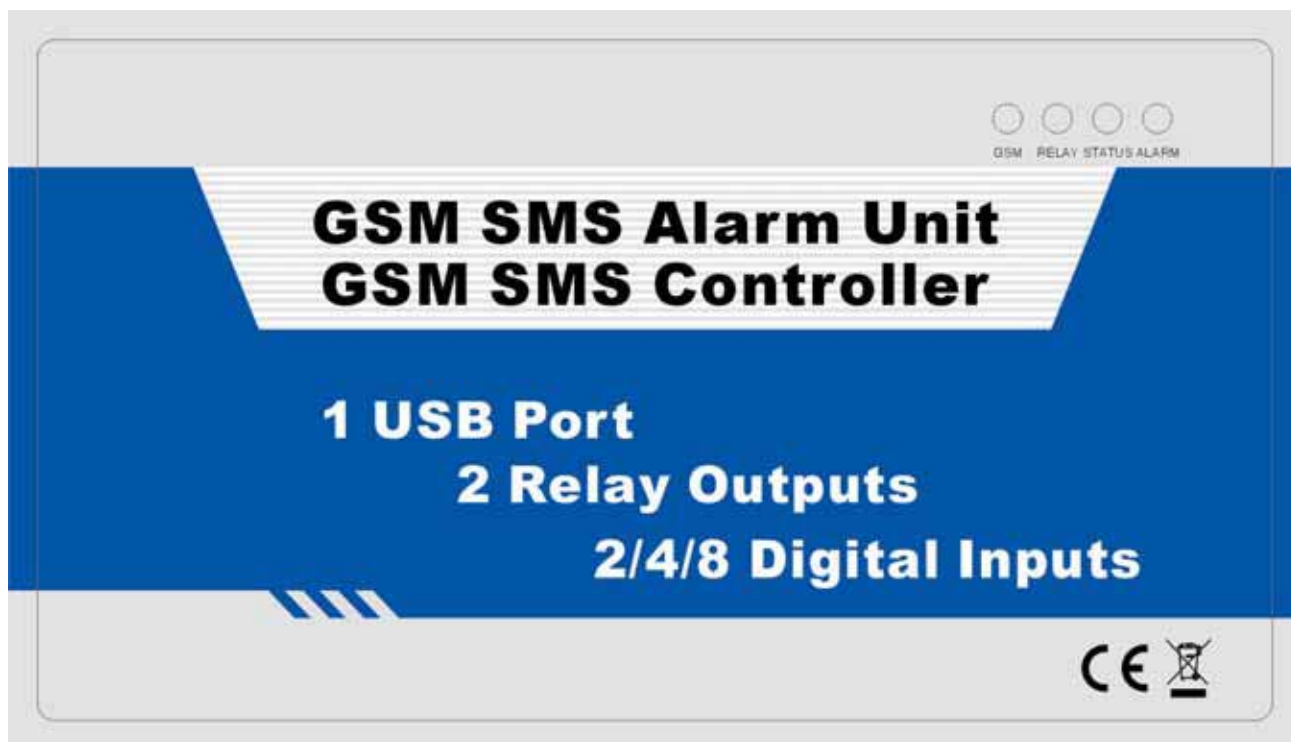 GSM RELAY STATUS ALARM
GSM SMS Alarm Unit
GSM SMS Controller
1 USB Port
2 Relay Outputs
2/4/8 Digital Inputs
CE